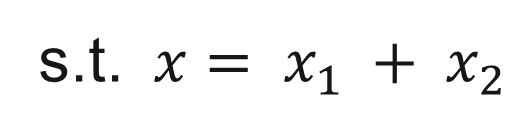 s.t. x = x₁ + x₂